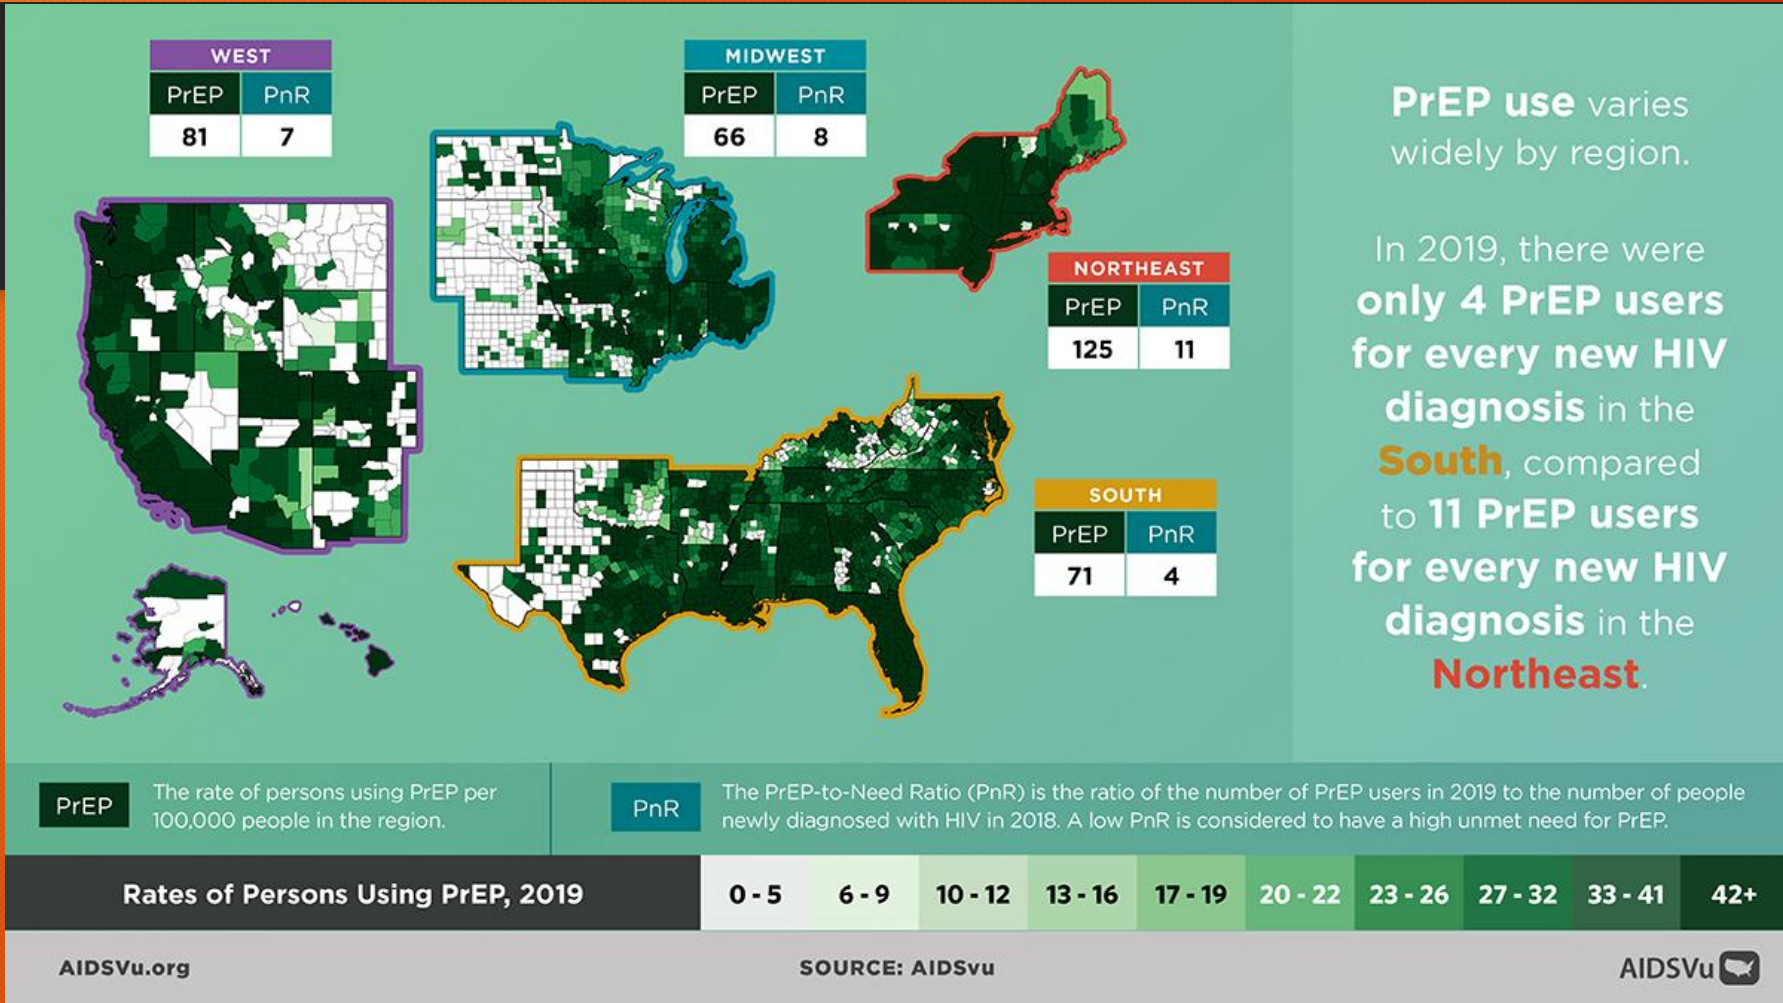 WEST
PrEP PnR
81 7
MIDWEST
PrEP PnR
66 8
NORTHEAST
PrEP PnR
125 11
SOUTH
PrEP PnR
71 4
PrEP use varies
widely by region.
In 2019, there were
only 4 PrEP users
for every new HIV
diagnosis in the
South, compared
to 11 PrEP users
for every new HIV
diagnosis in the
Northeast.
PrEP
The rate of persons using PrEP per
100,000 people in the region.
PnR
The PrEP-to-Need Ratio (PnR) is the ratio of the number of PrEP users in 2019 to the number of people
newly diagnosed with HIV in 2018. A low PnR is considered to have a high unmet need for PrEP.
Rates of Persons Using PrEP, 2019
0 - 5 6 - 9 10 - 12 13 - 16 17 - 19 20 - 22 23 - 26 27 - 32 33 - 41 42+
AIDSVu.org
SOURCE: AIDSvu
AIDSVu